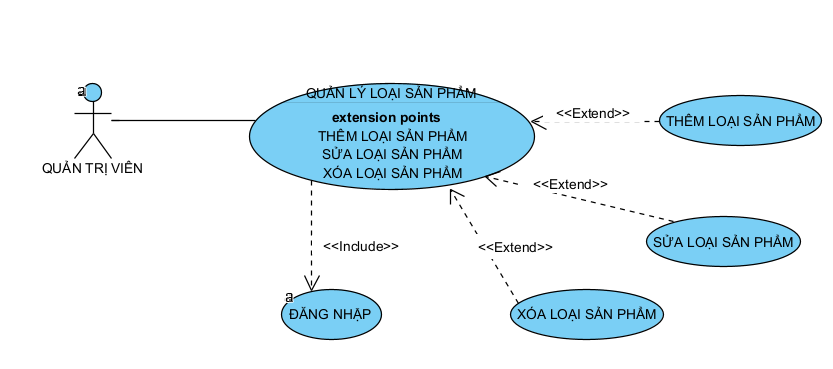 a
QUẢN TRỊ VIÊN
QUẢN LÝ LOẠI SẢN PHẨM
extension points
THÊM LOẠI SẢN PHẨM
SỬA LOẠI SẢN PHẨM
XÓA LOẠI SẢN PHẨM
<<Extend>>
THÊM LOẠI SẢN PHẨM
<<Extend>>
SỬA LOẠI SẢN PHẨM
<<Extend>>
XÓA LOẠI SẢN PHẨM
<<Include>>
a
ĐĂNG NHẬP